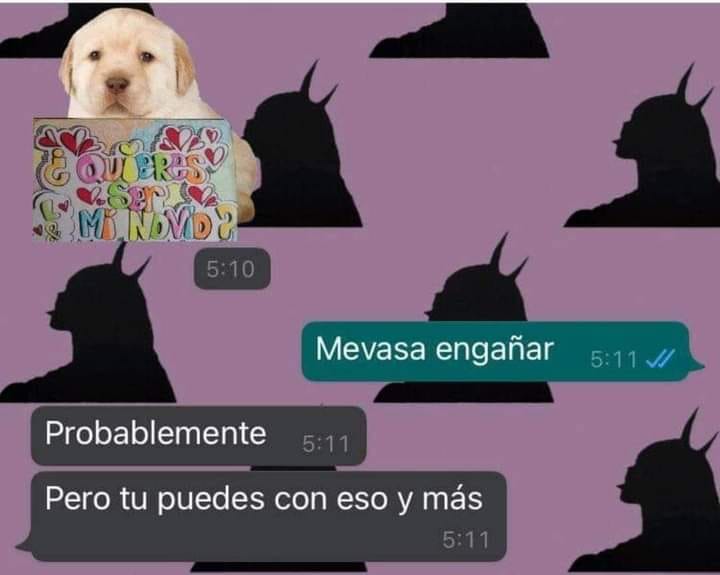 ¿QUIERES
SER
MI NOVIO?
5:10
Mevasa engañar 5:11
Probablemente 5:11
Pero tu puedes con eso y más
5:11